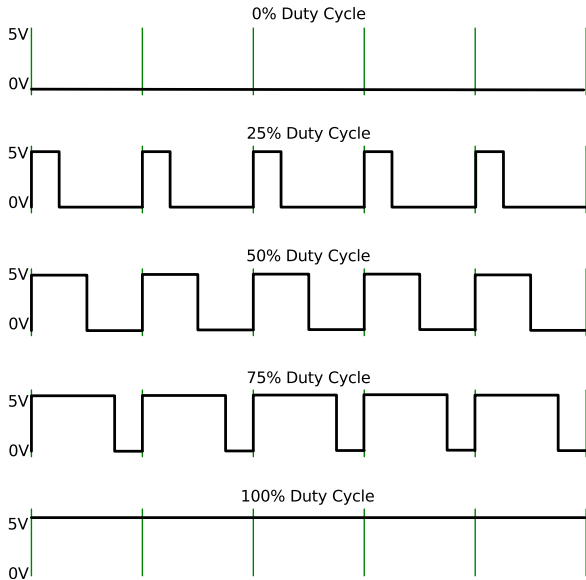 0% Duty Cycle
5V
0V
25% Duty Cycle
5V
0V
50% Duty Cycle
5V
0V
75% Duty Cycle
5V
0V
100% Duty Cycle
5V
0V